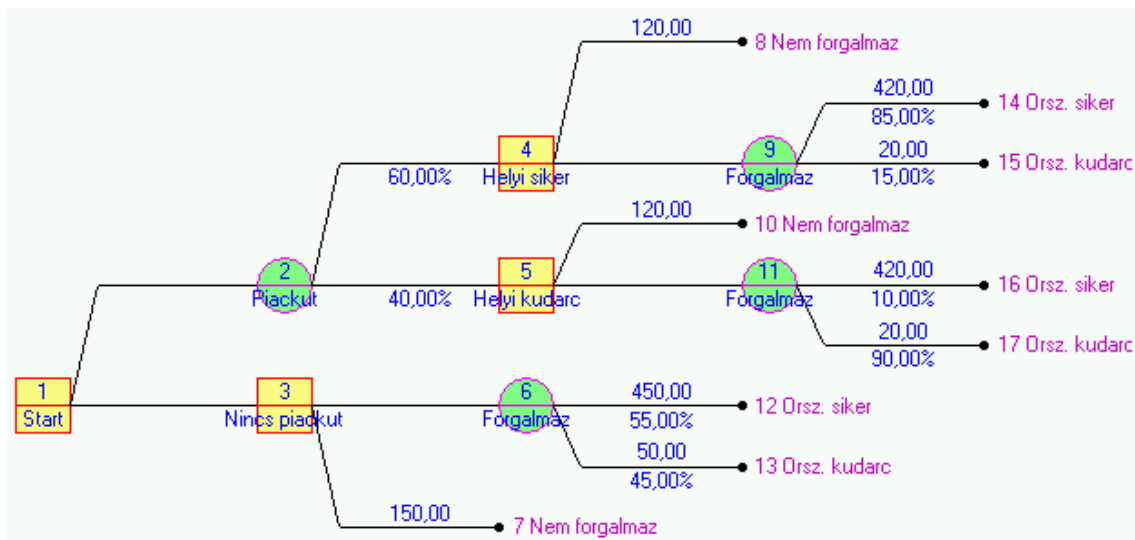 120,00
8 Nem forgalmaz
420,00
14 Orsz. siker
85,00%
4
9
20,00
15 Orsz. kudarc
60,00%
Helyi siker
Forgalmaz
15,00%
120,00
10 Nem forgalmaz
2
5
11
420,00
16 Orsz. siker
Piackut
40,00%
Helyi kudarc
Forgalmaz
10,00%
20,00
17 Orsz. kudarc
90,00%
1
3
6
450,00
12 Orsz. siker
Start
Nincs piackut
Forgalmaz
55,00%
50,00
13 Orsz. kudarc
45,00%
150,00
7 Nem forgalmaz